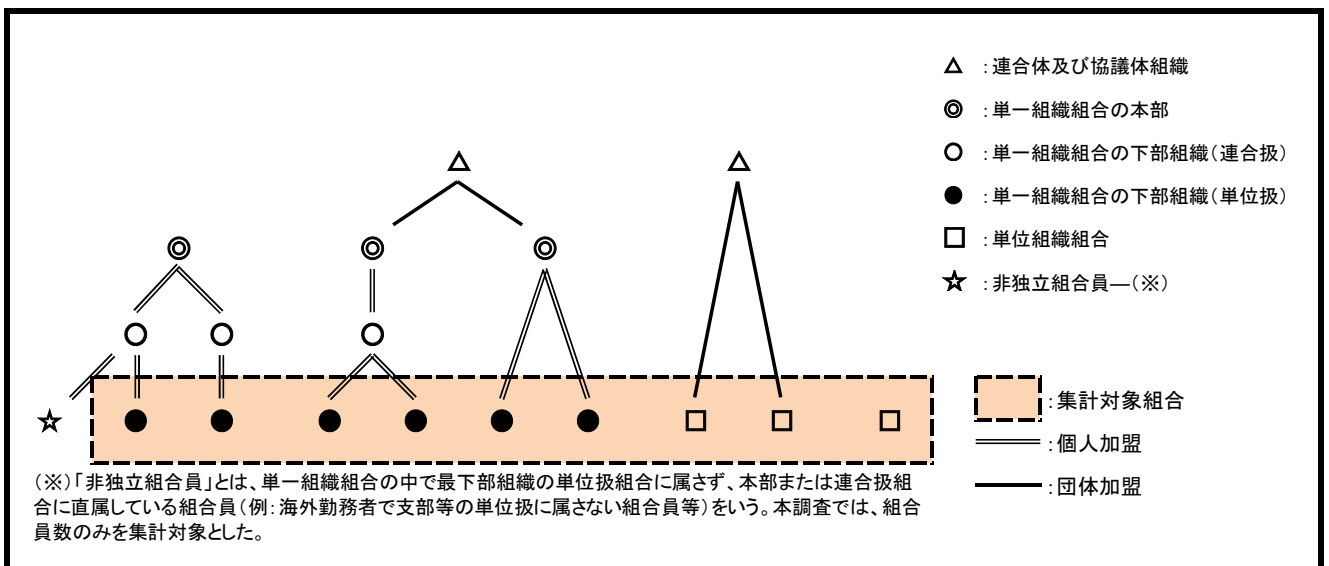 ：連合体及び協議体組織
：単一組織組合の本部
：単一組織組合の下部組織（連合扱）
：単一組織組合の下部組織（単位扱）
：単位組織組合
：非独立組合員―（※）
：集計対象組合
：個人加盟
：団体加盟
（※）「非独立組合員」とは、単一組織組合の中で最下部組織の単位扱組合に属さず、本部または連合扱組
合に直属している組合員（例：海外勤務者で支部等の単位扱に属さない組合員等）をいう。本調査では、組合
員数のみを集計対象とした。